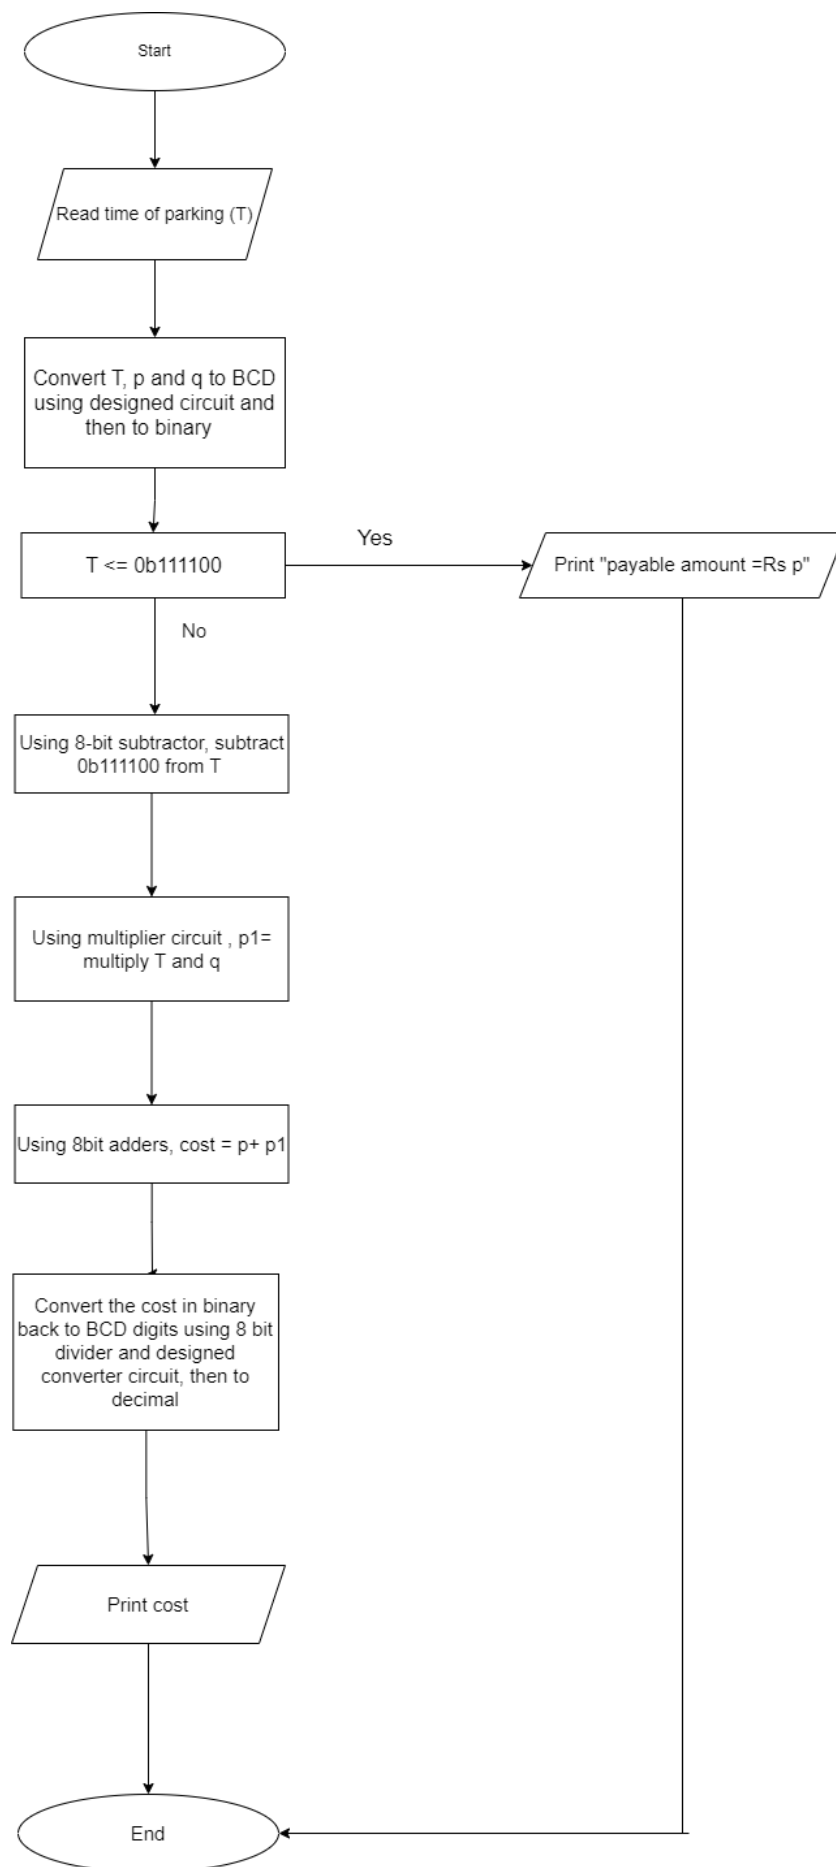 Start
Read time of parking (T)
Convert T, p and q to BCD
using designed circuit and
then to binary
T <= 0b111100
Yes
Print "payable amount =Rs p"
No
Using 8-bit subtractor, subtract
0b111100 from T
Using multiplier circuit , p1=
multiply T and q
Using 8bit adders, cost = p+ p1
Convert the cost in binary
back to BCD digits using 8 bit
divider and designed
converter circuit, then to
decimal
Print cost
End